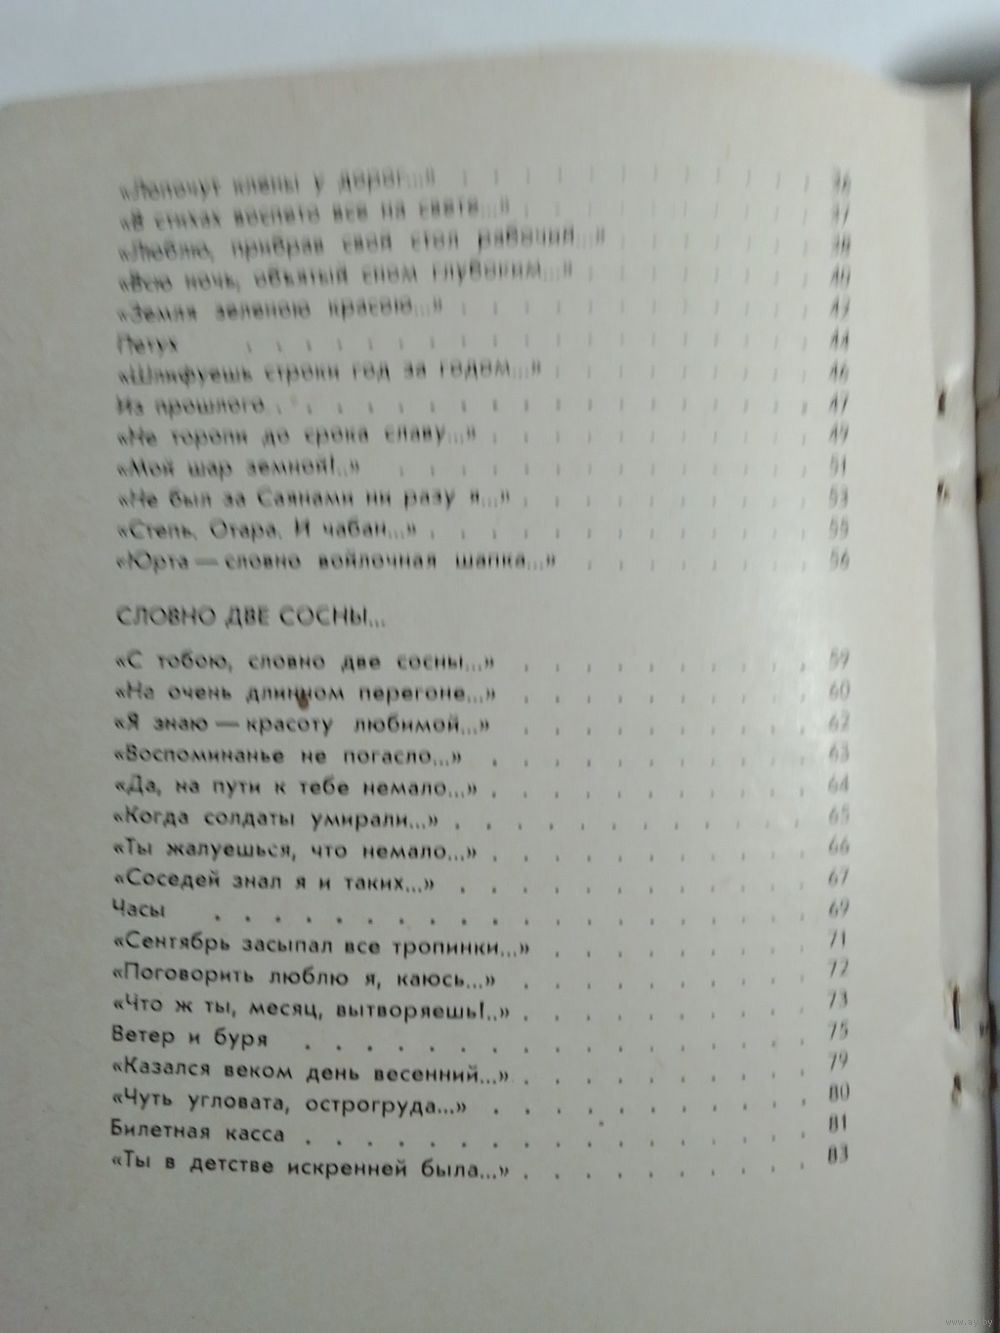 «Лепечут клены у дорог...» 36
«В стихах воспето все на свете...» 37
«Люблю, прибрав свой стол рабочий...» 38
«Всю ночь, объятый сном глубоким...» 40
«Земля зеленою красою...» 43
Петух 44
«Шлифуешь строки год за годом...» 46
Из прошлого 47
«Не торопи до срока славу...» 49
«Мой шар земной!..» 51
«Не был за Саянами ни разу я...» 53
«Степь. Отара. И чабан...» 55
«Юрта — словно войлочная шапка...» 56
СЛОВНО ДВЕ СОСНЫ...
«С тобою, словно две сосны...» 59
«На очень длинном перегоне...» 60
«Я знаю — красоту любимой...» 62
«Воспоминанье не погасло...» 63
«Да, на пути к тебе немало...» 64
«Когда солдаты умирали...» 65
«Ты жалуешься, что немало...» 66
«Соседей знал я и таких...» 67
Часы 69
«Сентябрь засыпал все тропинки...» 71
«Поговорить люблю я, каюсь...» 72
«Что ж ты, месяц, вытворяешь!..» 73
Ветер и буря 75
«Казался веком день весенний...» 79
«Чуть угловата, острогруда...» 80
Билетная касса 81
«Ты в детстве искренней была...» 83
www.ay.by